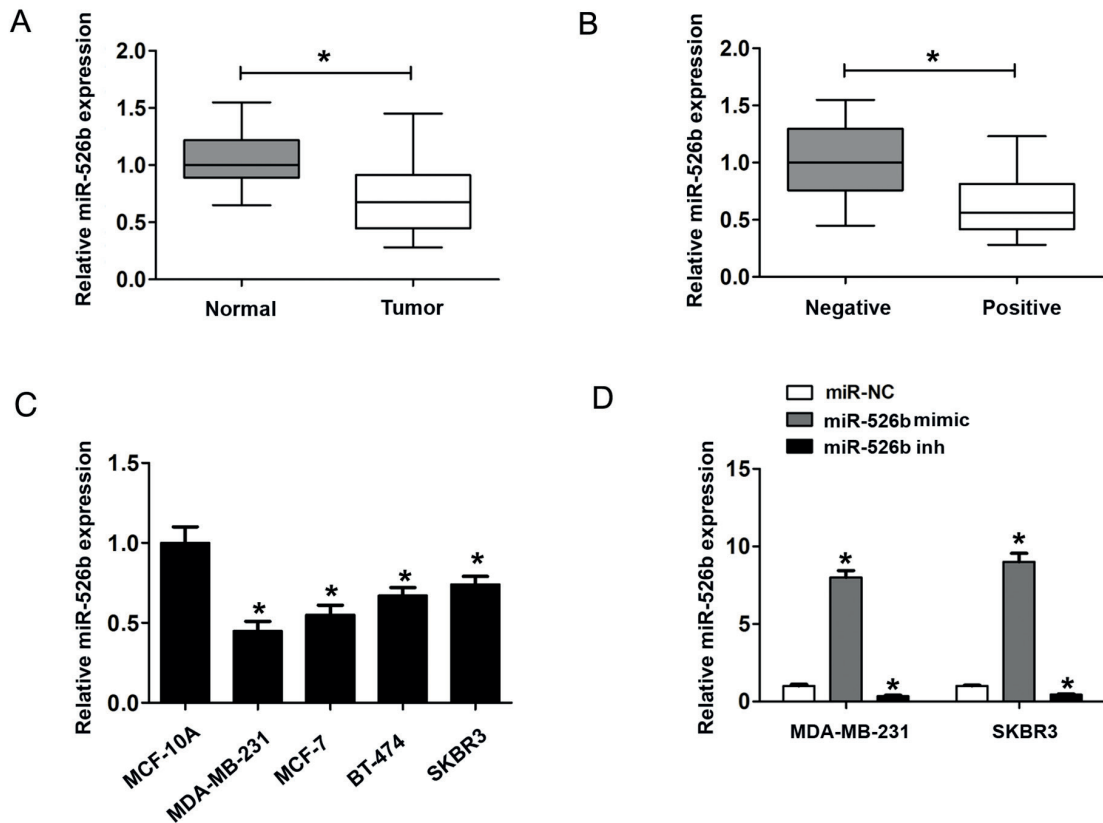 A
Relative miR-526b expression
2.0
1.5
1.0
0.5
0.0
*
Normal
Tumor
B
Relative miR-526b expression
2.0
1.5
1.0
0.5
0.0
*
Negative
Positive
C
Relative miR-526b expression
1.5
1.0
0.5
0.0
*
*
*
*
MCF-10A
MDA-MB-231
MCF-7
BT-474
SKBR3
D
miR-NC
miR-526b mimic
miR-526b inh
Relative miR-526b expression
15
10
5
0
*
*
*
*
MDA-MB-231
SKBR3